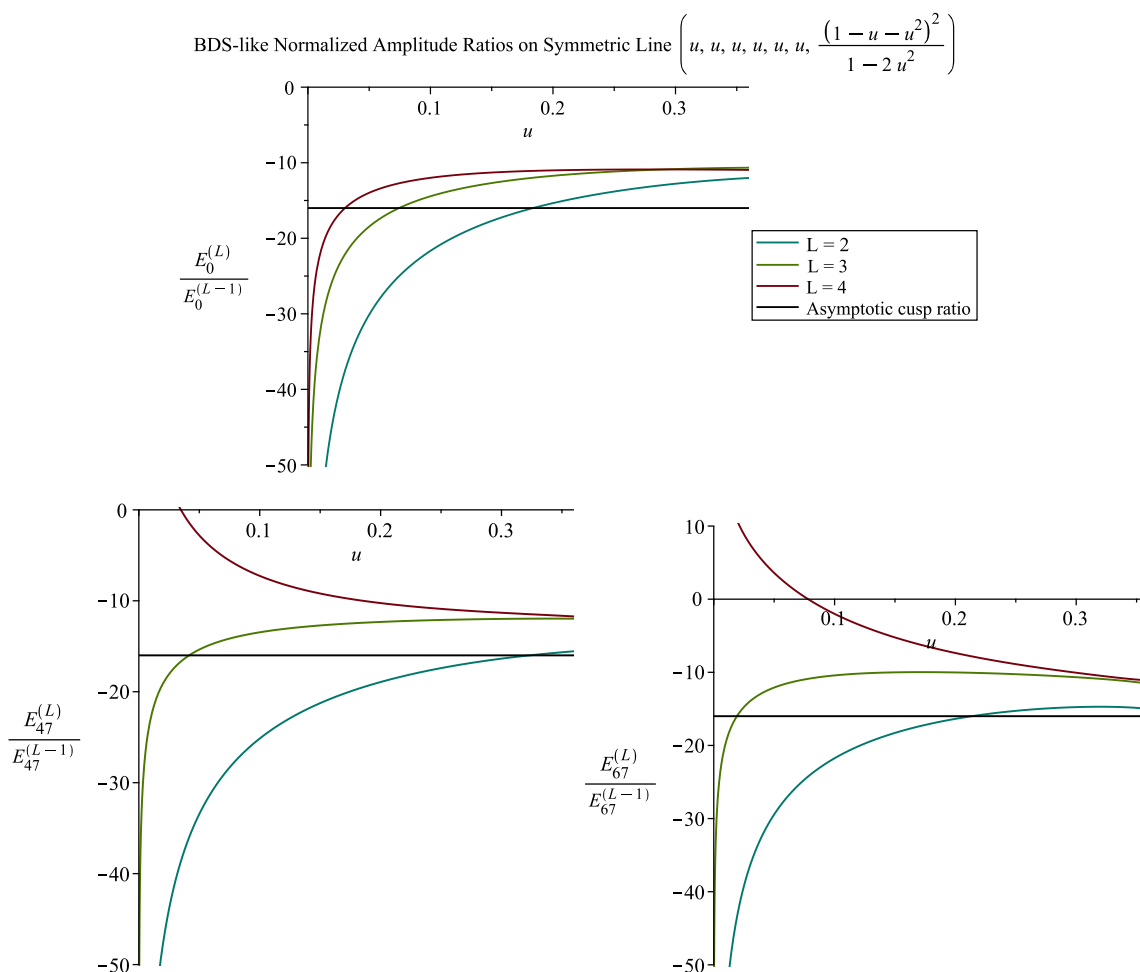 BDS-like Normalized Amplitude Ratios on Symmetric Line (u, u, u, u, u, u, (1 − u − u²)² / (1 − 2 u²))
0
0.1
0.2
0.3
u
−10
−20
−30
−40
−50
E₀^(L) / E₀^(L−1)
L = 2
L = 3
L = 4
Asymptotic cusp ratio
0
0.1
0.2
0.3
u
−10
−20
−30
−40
−50
E₄₇^(L) / E₄₇^(L−1)
10
0
0.1
0.2
0.3
u
−10
−20
−30
−40
−50
E₆₇^(L) / E₆₇^(L−1)